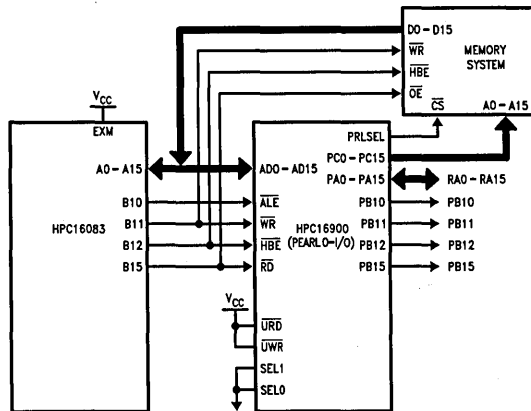 D0–D15
WR
HBE
OE
CS
MEMORY
SYSTEM
A0–A15
VCC
EXM
A0–A15
B10
B11
B12
B15
HPC16083
PRLSEL
PC0–PC15
PA0–PA15
AD0–AD15
ALE
WR
HBE
RD
HPC16900
(PEARL0–I/O)
PB10
PB11
PB12
PB15
RA0–RA15
PB10
PB11
PB12
PB15
VCC
URD
UWR
SEL1
SEL0